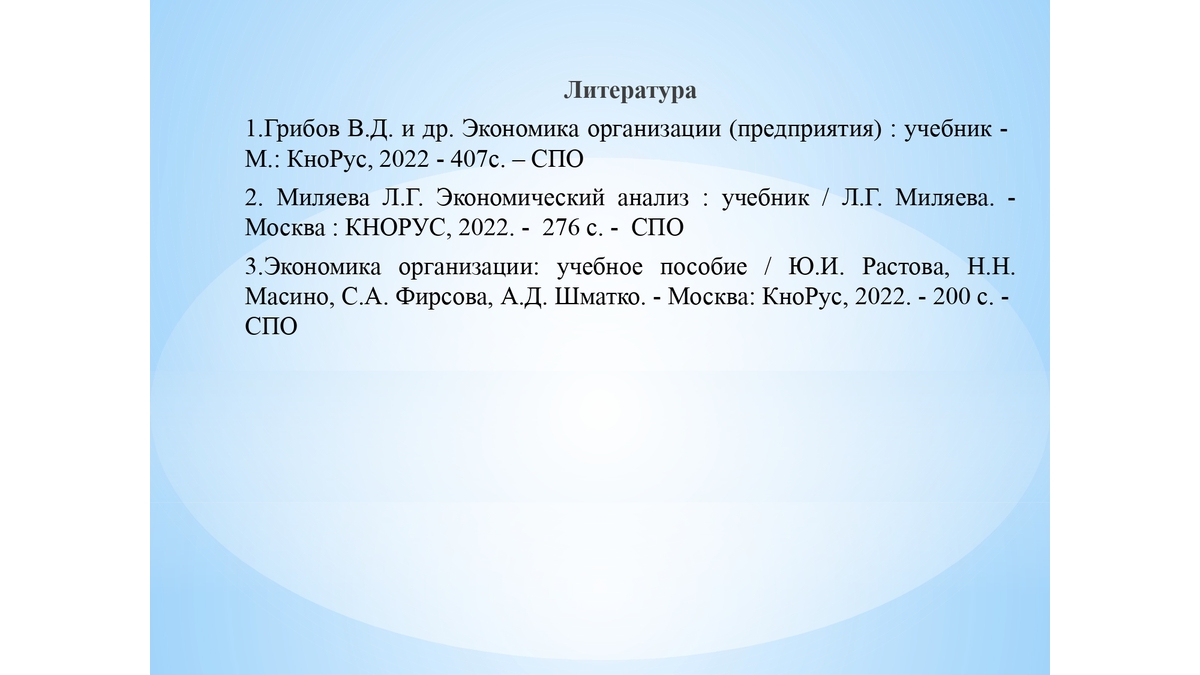 Литература
1.Грибов В.Д. и др. Экономика организации (предприятия) : учебник -
М.: КноРус, 2022 - 407с. – СПО
2. Миляева Л.Г. Экономический анализ : учебник / Л.Г. Миляева. -
Москва : КНОРУС, 2022. - 276 с. - СПО
3.Экономика организации: учебное пособие / Ю.И. Растова, Н.Н.
Масино, С.А. Фирсова, А.Д. Шматко. - Москва: КноРус, 2022. - 200 с. -
СПО